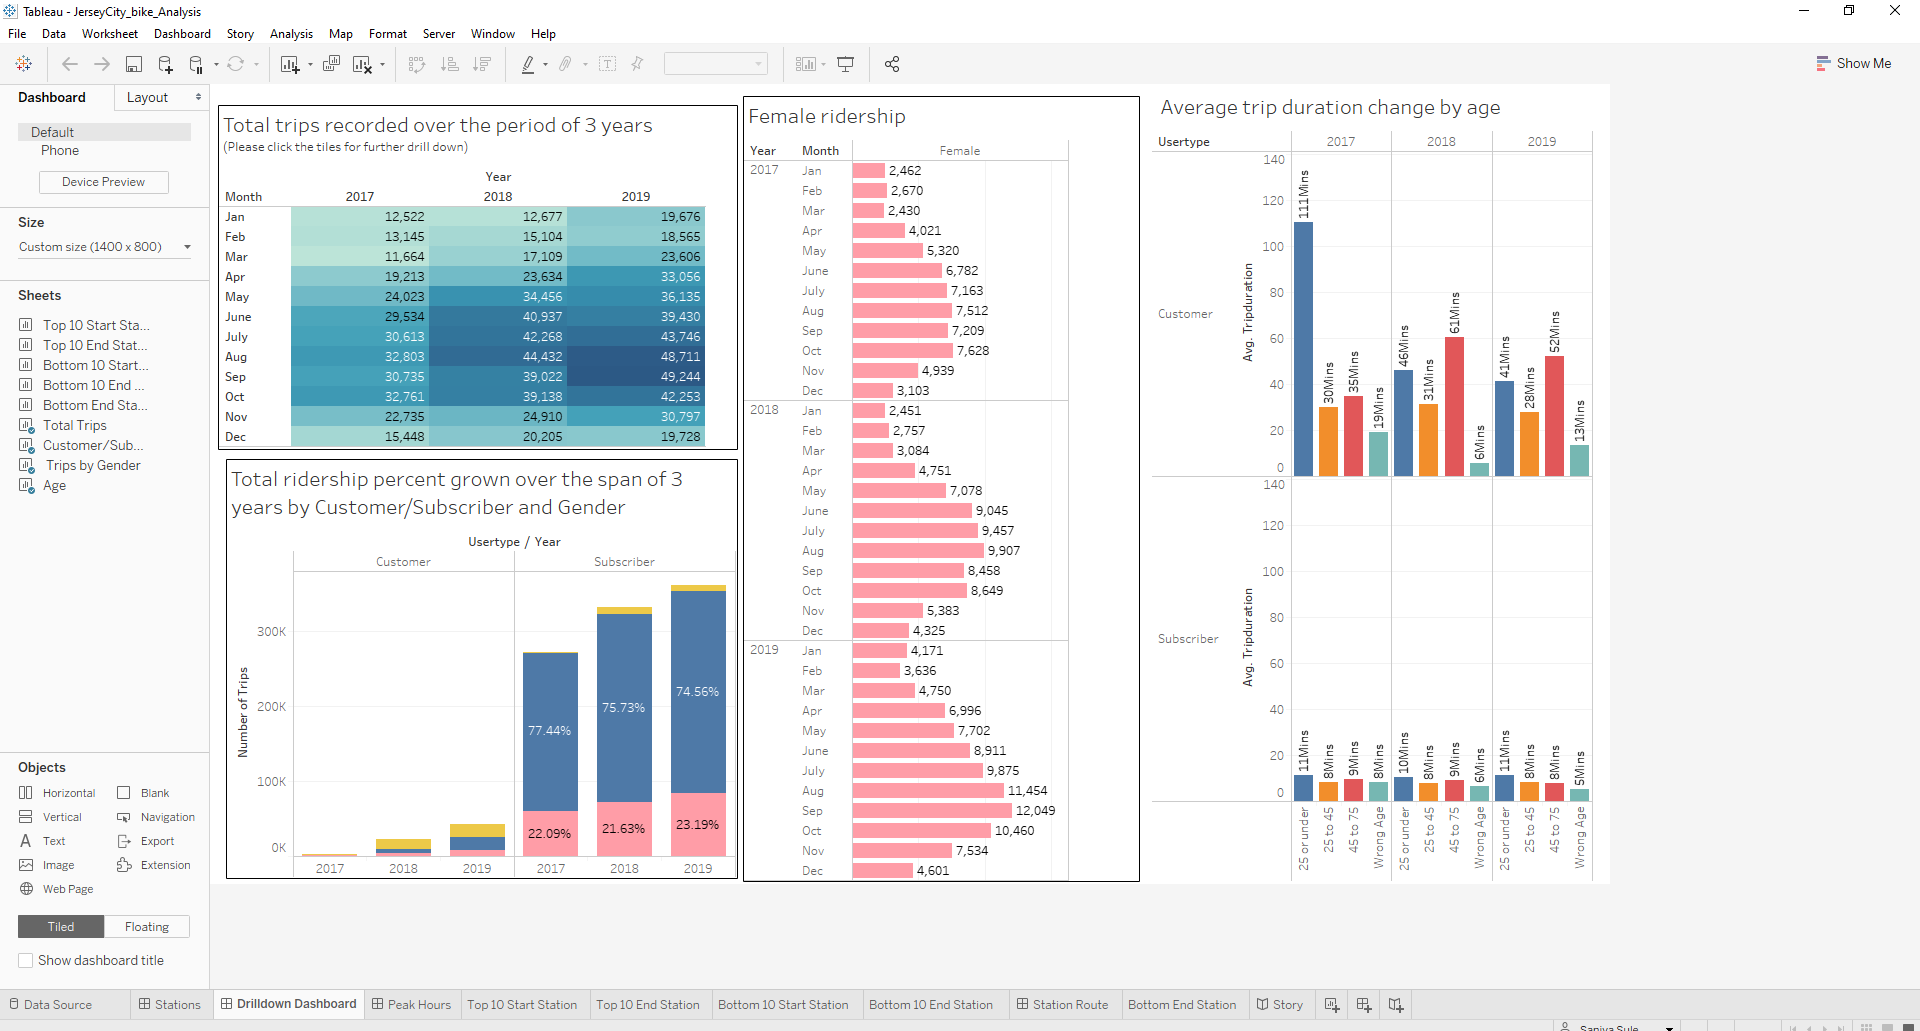 Tableau - JerseyCity_bike_Analysis
File Data Worksheet Dashboard Story Analysis Map Format Server Window Help
Show Me
Dashboard Layout
Default
Phone
Device Preview
Size
Custom size (1400 x 800)
Sheets
Top 10 Start Sta...
Top 10 End Stat...
Bottom 10 Start...
Bottom 10 End ...
Bottom End Sta...
Total Trips
Customer/Sub...
Trips by Gender
Age
Objects
Horizontal Blank
Vertical Navigation
Text Export
Image Extension
Web Page
Tiled Floating
Show dashboard title
Total trips recorded over the period of 3 years
(Please click the tiles for further drill down)
Year
Month 2017 2018 2019
Jan 12,522 12,677 19,676
Feb 13,145 15,104 18,565
Mar 11,664 17,109 23,606
Apr 19,213 23,634 33,056
May 24,023 34,456 36,135
June 29,534 40,937 39,430
July 30,613 42,268 43,746
Aug 32,803 44,432 48,711
Sep 30,735 39,022 49,244
Oct 32,761 39,138 42,253
Nov 22,735 24,910 30,797
Dec 15,448 20,205 19,728
Total ridership percent grown over the span of 3
years by Customer/Subscriber and Gender
Usertype / Year
Customer Subscriber
Number of Trips
300K
200K
100K
0K
77.44% 75.73% 74.56%
22.09% 21.63% 23.19%
2017 2018 2019 2017 2018 2019
Female ridership
Year Month Female
2017 Jan 2,462
Feb 2,670
Mar 2,430
Apr 4,021
May 5,320
June 6,782
July 7,163
Aug 7,512
Sep 7,209
Oct 7,628
Nov 4,939
Dec 3,103
2018 Jan 2,451
Feb 2,757
Mar 3,084
Apr 4,751
May 7,078
June 9,045
July 9,457
Aug 9,907
Sep 8,458
Oct 8,649
Nov 5,383
Dec 4,325
2019 Jan 4,171
Feb 3,636
Mar 4,750
Apr 6,996
May 7,702
June 8,911
July 9,875
Aug 11,454
Sep 12,049
Oct 10,460
Nov 7,534
Dec 4,601
Average trip duration change by age
Usertype 2017 2018 2019
Customer
Avg. Tripduration
140
120
100
80
60
40
20
0
111Mins 30Mins 35Mins 19Mins 46Mins 31Mins 61Mins 6Mins 41Mins 28Mins 52Mins 13Mins
Subscriber
Avg. Tripduration
140
120
100
80
60
40
20
0
11Mins 8Mins 9Mins 8Mins 10Mins 8Mins 9Mins 6Mins 11Mins 8Mins 8Mins 5Mins
25 or under 25 to 45 45 to 75 Wrong Age 25 or under 25 to 45 45 to 75 Wrong Age 25 or under 25 to 45 45 to 75 Wrong Age
Data Source Stations Drilldown Dashboard Peak Hours Top 10 Start Station Top 10 End Station Bottom 10 Start Station Bottom 10 End Station Station Route Bottom End Station Story
Saniya Sule